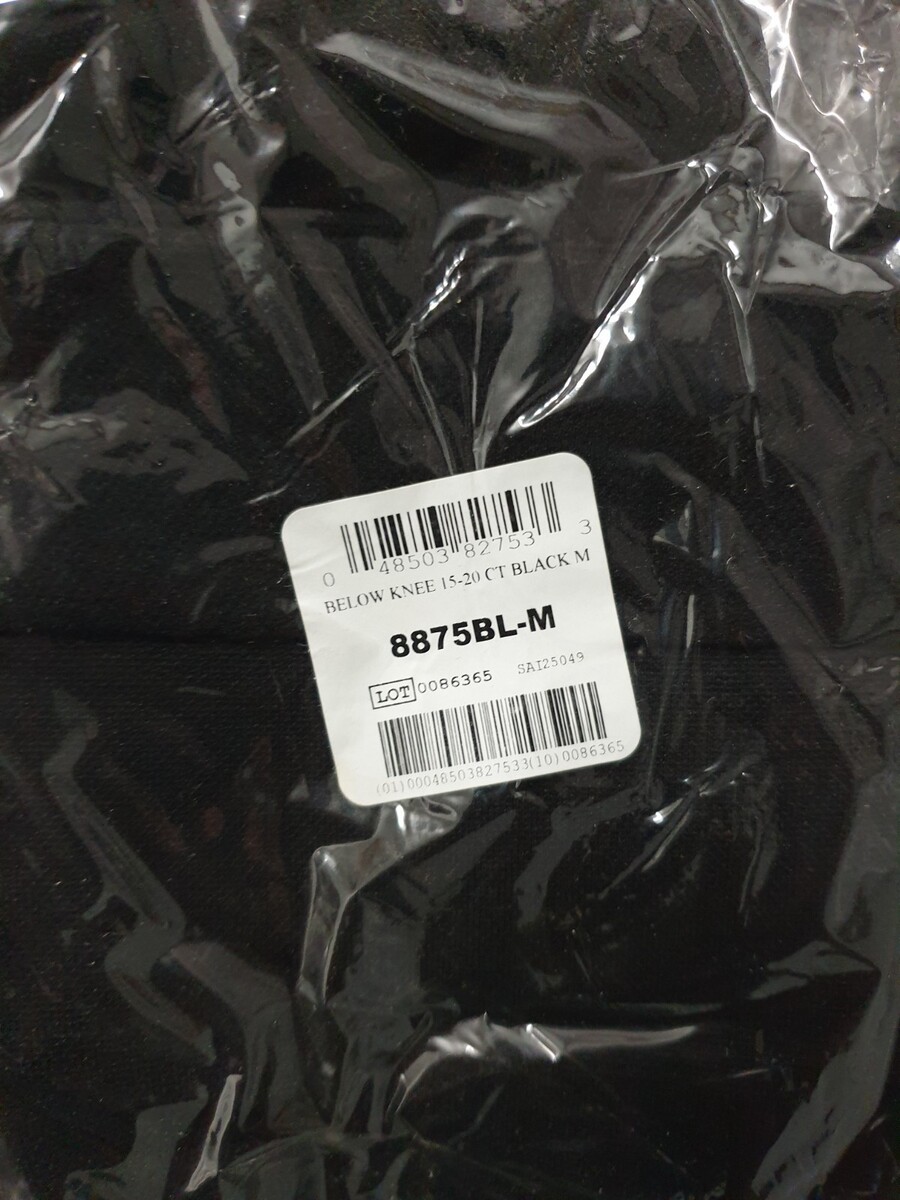 0 48503 82753 3
BELOW KNEE 15-20 CT BLACK M
8875BL-M
LOT 0086365 SAI25049
(01)00048503827533(10)0086365